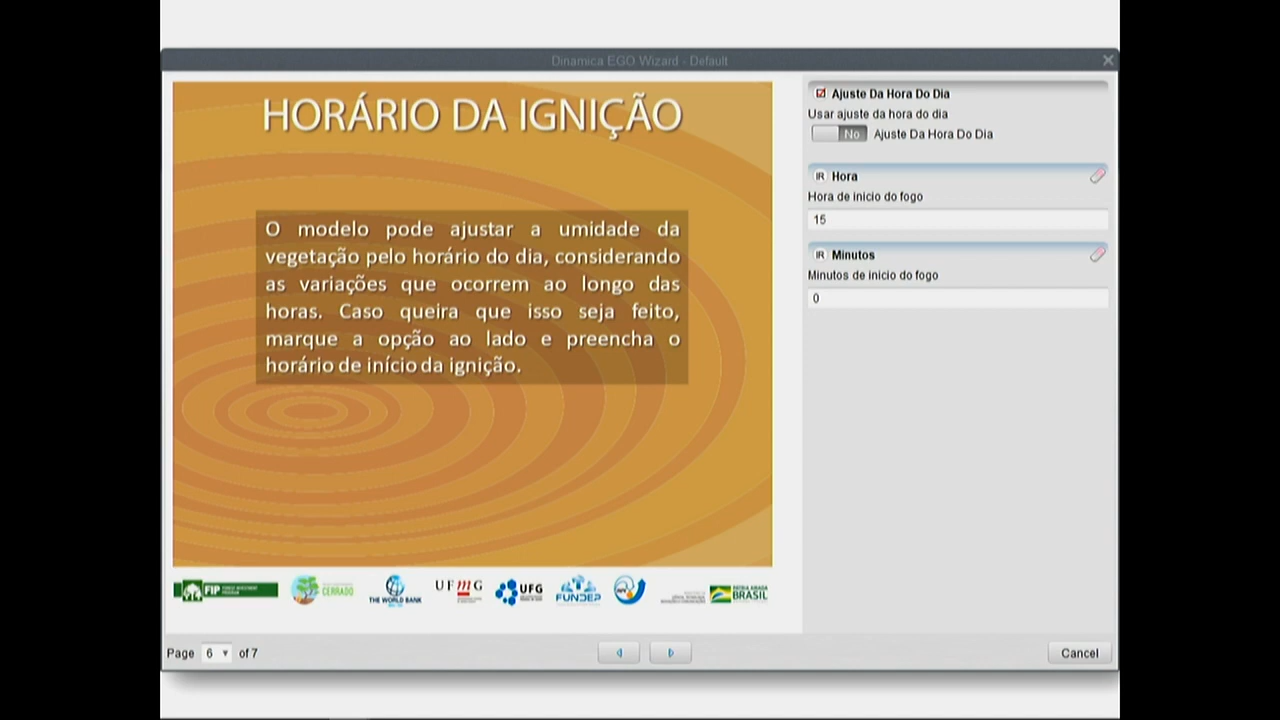 Dinamica EGO Wizard - Default
HORÁRIO DA IGNIÇÃO
O modelo pode ajustar a umidade da
vegetação pelo horário do dia, considerando
as variações que ocorrem ao longo das
horas. Caso queira que isso seja feito,
marque a opção ao lado e preencha o
horário de início da ignição.
Ajuste Da Hora Do Dia
Usar ajuste da hora do dia
No Ajuste Da Hora Do Dia
IR Hora
Hora de inicio do fogo
15
IR Minutos
Minutos de inicio do fogo
0
FIP
CERRADO
THE WORLD BANK
UFMG
UFG
FUNDEP
BRASIL
Page 6 of 7
Cancel